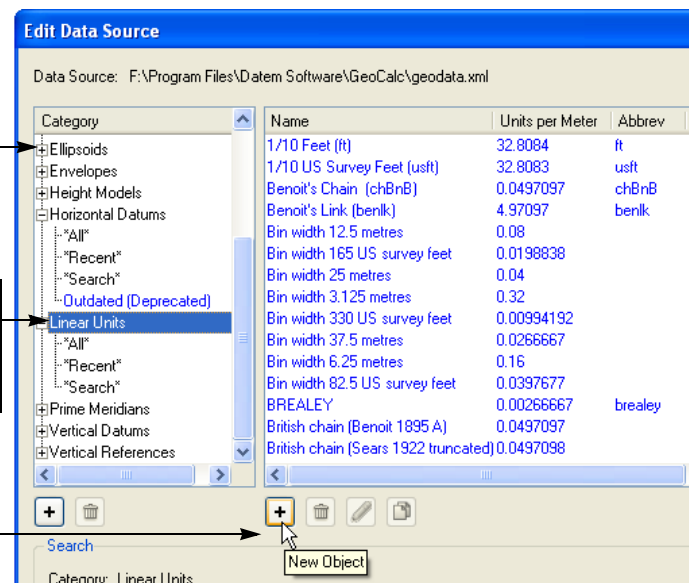 Edit Data Source
Data Source: F:\Program Files\Datem Software\GeoCalc\geodata.xml
Category
Ellipsoids
Envelopes
Height Models
Horizontal Datums
*All*
*Recent*
*Search*
Outdated (Deprecated)
Linear Units
*All*
*Recent*
*Search*
Prime Meridians
Vertical Datums
Vertical References
Name Units per Meter Abbrev
1/10 Feet (ft) 32.8084 ft
1/10 US Survey Feet (usft) 32.8083 usft
Benoit's Chain (chBnB) 0.0497097 chBnB
Benoit's Link (benlk) 4.97097 benlk
Bin width 12.5 metres 0.08
Bin width 165 US survey feet 0.0198838
Bin width 25 metres 0.04
Bin width 3.125 metres 0.32
Bin width 330 US survey feet 0.00994192
Bin width 37.5 metres 0.0266667
Bin width 6.25 metres 0.16
Bin width 82.5 US survey feet 0.0397677
BREALEY 0.00266667 brealey
British chain (Benoit 1895 A) 0.0497097
British chain (Sears 1922 truncated) 0.0497098
New Object
Search
Category: Linear Units